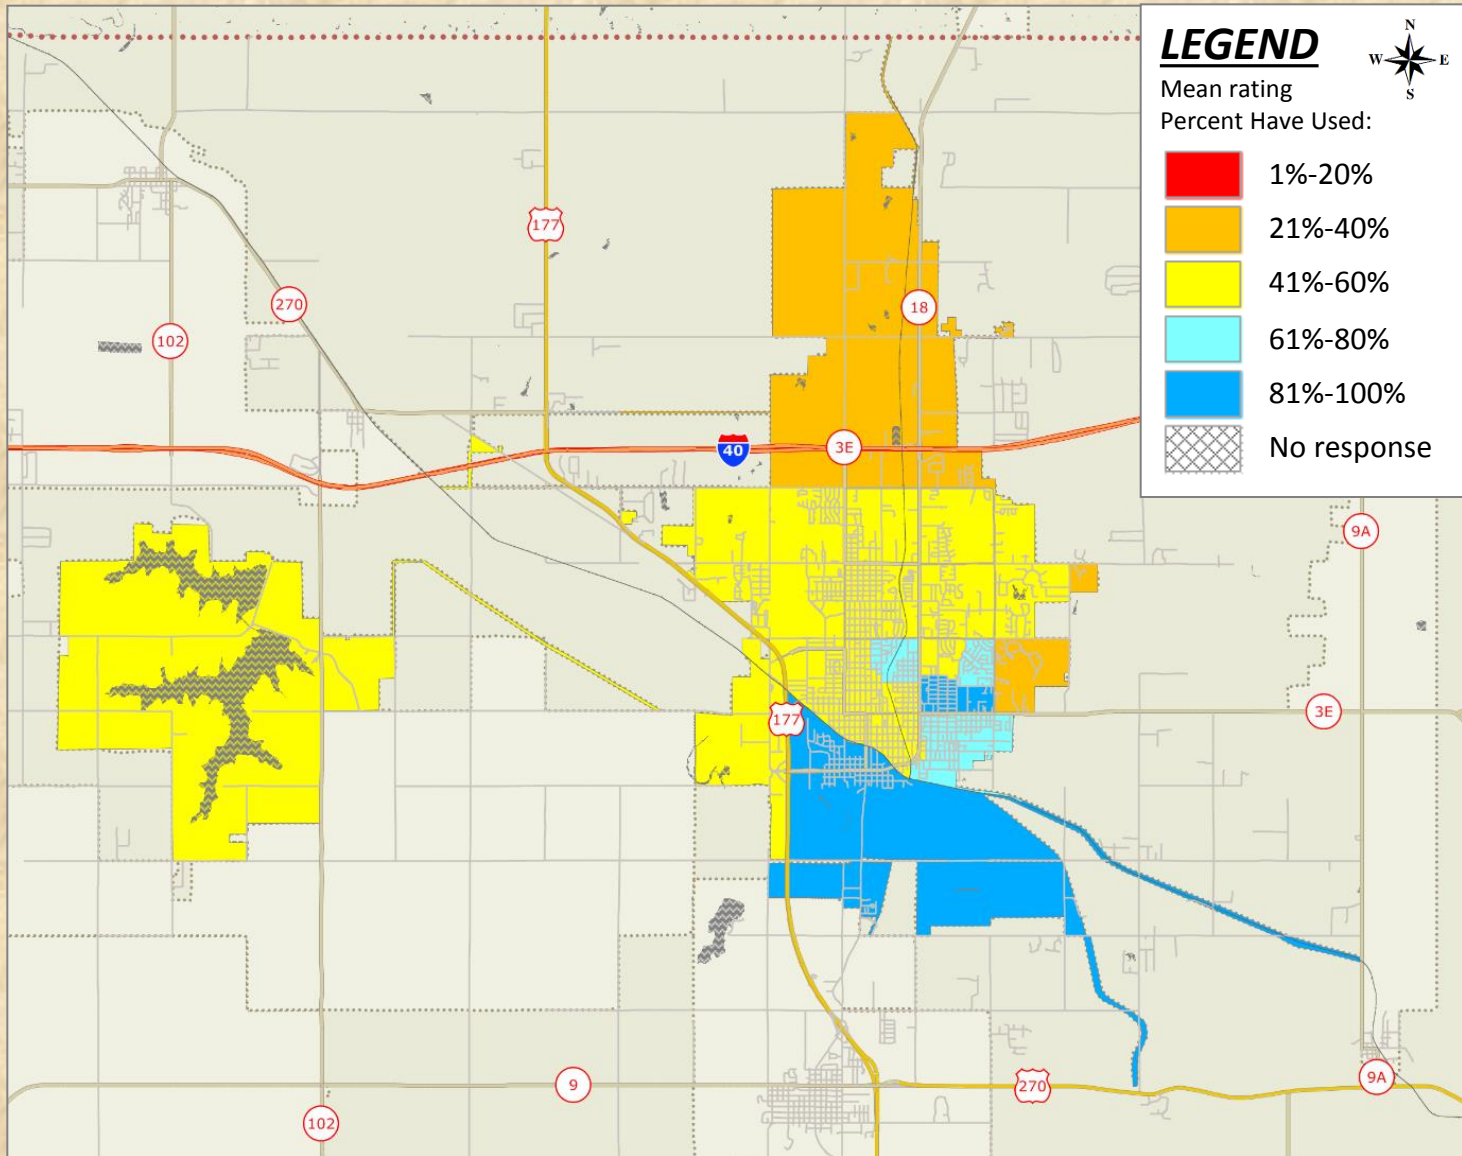 LEGEND
N
W E
S
Mean rating
Percent Have Used:
1%-20%
21%-40%
41%-60%
61%-80%
81%-100%
No response
177
270
18
102
40
3E
9A
177
3E
9
270
9A
102